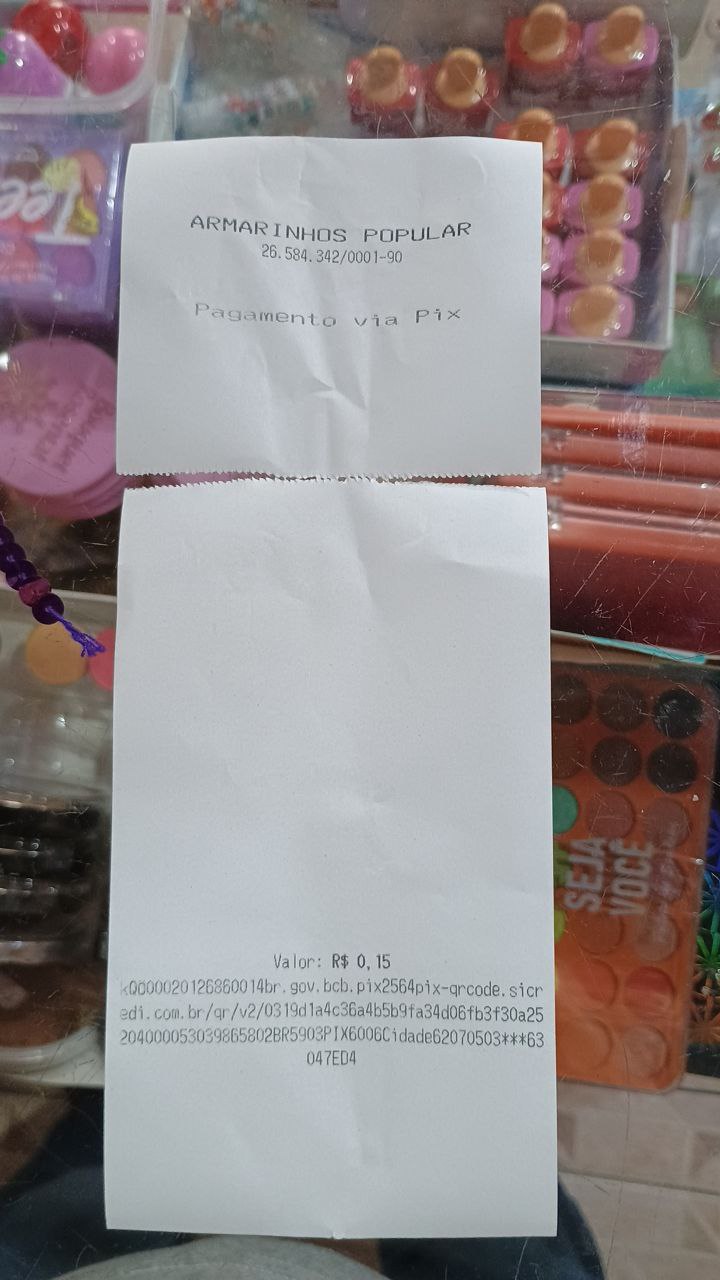 ARMARINHOS POPULAR
26.584.342/0001-90
Pagamento via Pix
Valor: R$ 0,15
kQ000020126860014br.gov.bcb.pix2564pix-qrcode.sicr
edi.com.br/qr/v2/0319d1a4c36a4b5b9fa34d06fb3f30a25
204000053039865802BR5903PIX6006Cidade62070503***63
047ED4
SEJA
VOCÊ